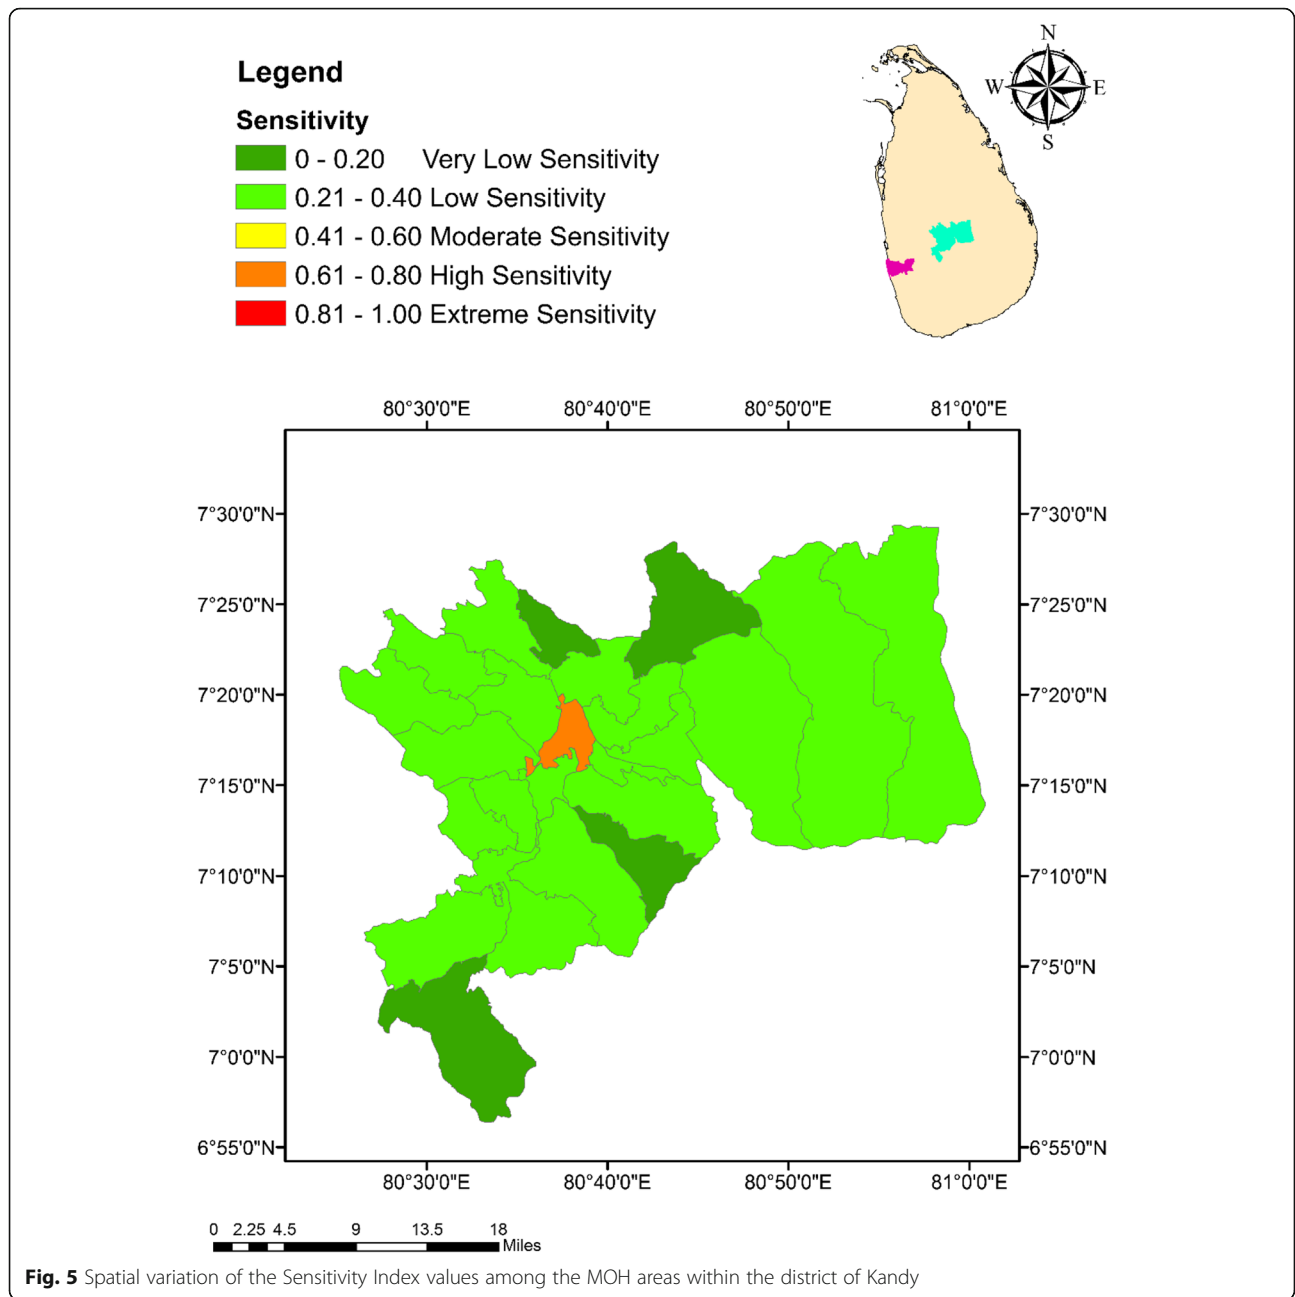 Legend
Sensitivity
0 - 0.20 Very Low Sensitivity
0.21 - 0.40 Low Sensitivity
0.41 - 0.60 Moderate Sensitivity
0.61 - 0.80 High Sensitivity
0.81 - 1.00 Extreme Sensitivity
N
W E
S
80°30'0"E 80°40'0"E 80°50'0"E 81°0'0"E
7°30'0"N 7°30'0"N
7°25'0"N 7°25'0"N
7°20'0"N 7°20'0"N
7°15'0"N 7°15'0"N
7°10'0"N 7°10'0"N
7°5'0"N 7°5'0"N
7°0'0"N 7°0'0"N
6°55'0"N 6°55'0"N
80°30'0"E 80°40'0"E 80°50'0"E 81°0'0"E
0 2.25 4.5 9 13.5 18
Miles
Fig. 5 Spatial variation of the Sensitivity Index values among the MOH areas within the district of Kandy